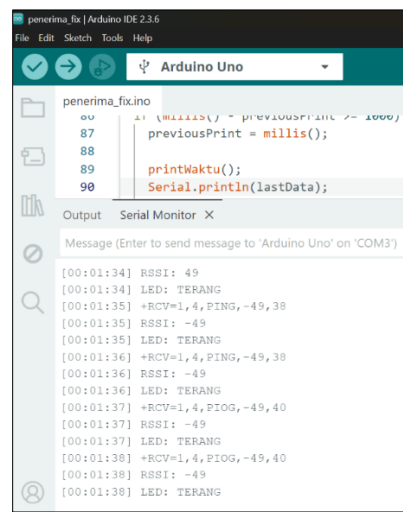 penerima_fix | Arduino IDE 2.3.6
File Edit Sketch Tools Help
Arduino Uno
penerima_fix.ino
86 if (millis() - previousPrint >= 1000)
87 previousPrint = millis();
88
89 printWaktu();
90 Serial.println(lastData);
Output Serial Monitor X
Message (Enter to send message to 'Arduino Uno' on 'COM3')
[00:01:34] RSSI: 49
[00:01:34] LED: TERANG
[00:01:35] +RCV=1,4,PING,-49,38
[00:01:35] RSSI: -49
[00:01:35] LED: TERANG
[00:01:36] +RCV=1,4,PING,-49,38
[00:01:36] RSSI: -49
[00:01:36] LED: TERANG
[00:01:37] +RCV=1,4,PIOG,-49,40
[00:01:37] RSSI: -49
[00:01:37] LED: TERANG
[00:01:38] +RCV=1,4,PIOG,-49,40
[00:01:38] RSSI: -49
[00:01:38] LED: TERANG